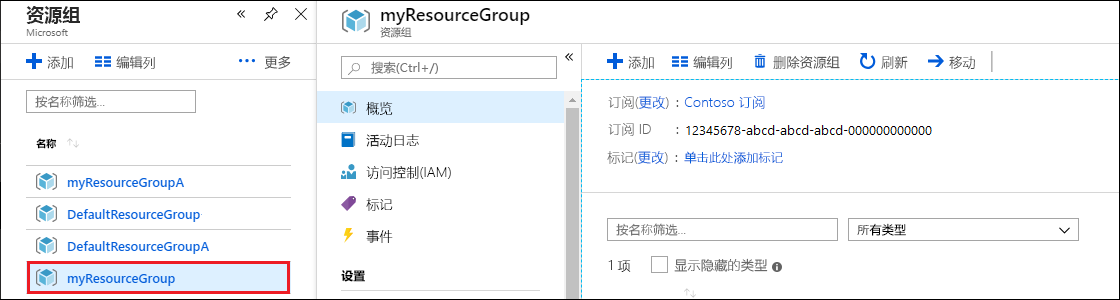 资源组
Microsoft
添加 编辑列 ··· 更多
按名称筛选...
名称
myResourceGroupA
DefaultResourceGroup
DefaultResourceGroupA
myResourceGroup
myResourceGroup
资源组
搜索(Ctrl+/)
概览
活动日志
访问控制(IAM)
标记
事件
设置
添加 编辑列 删除资源组 刷新 移动
订阅(更改) : Contoso 订阅
订阅 ID : 12345678-abcd-abcd-abcd-000000000000
标记(更改) : 单击此处添加标记
按名称筛选... 所有类型
1 项 显示隐藏的类型